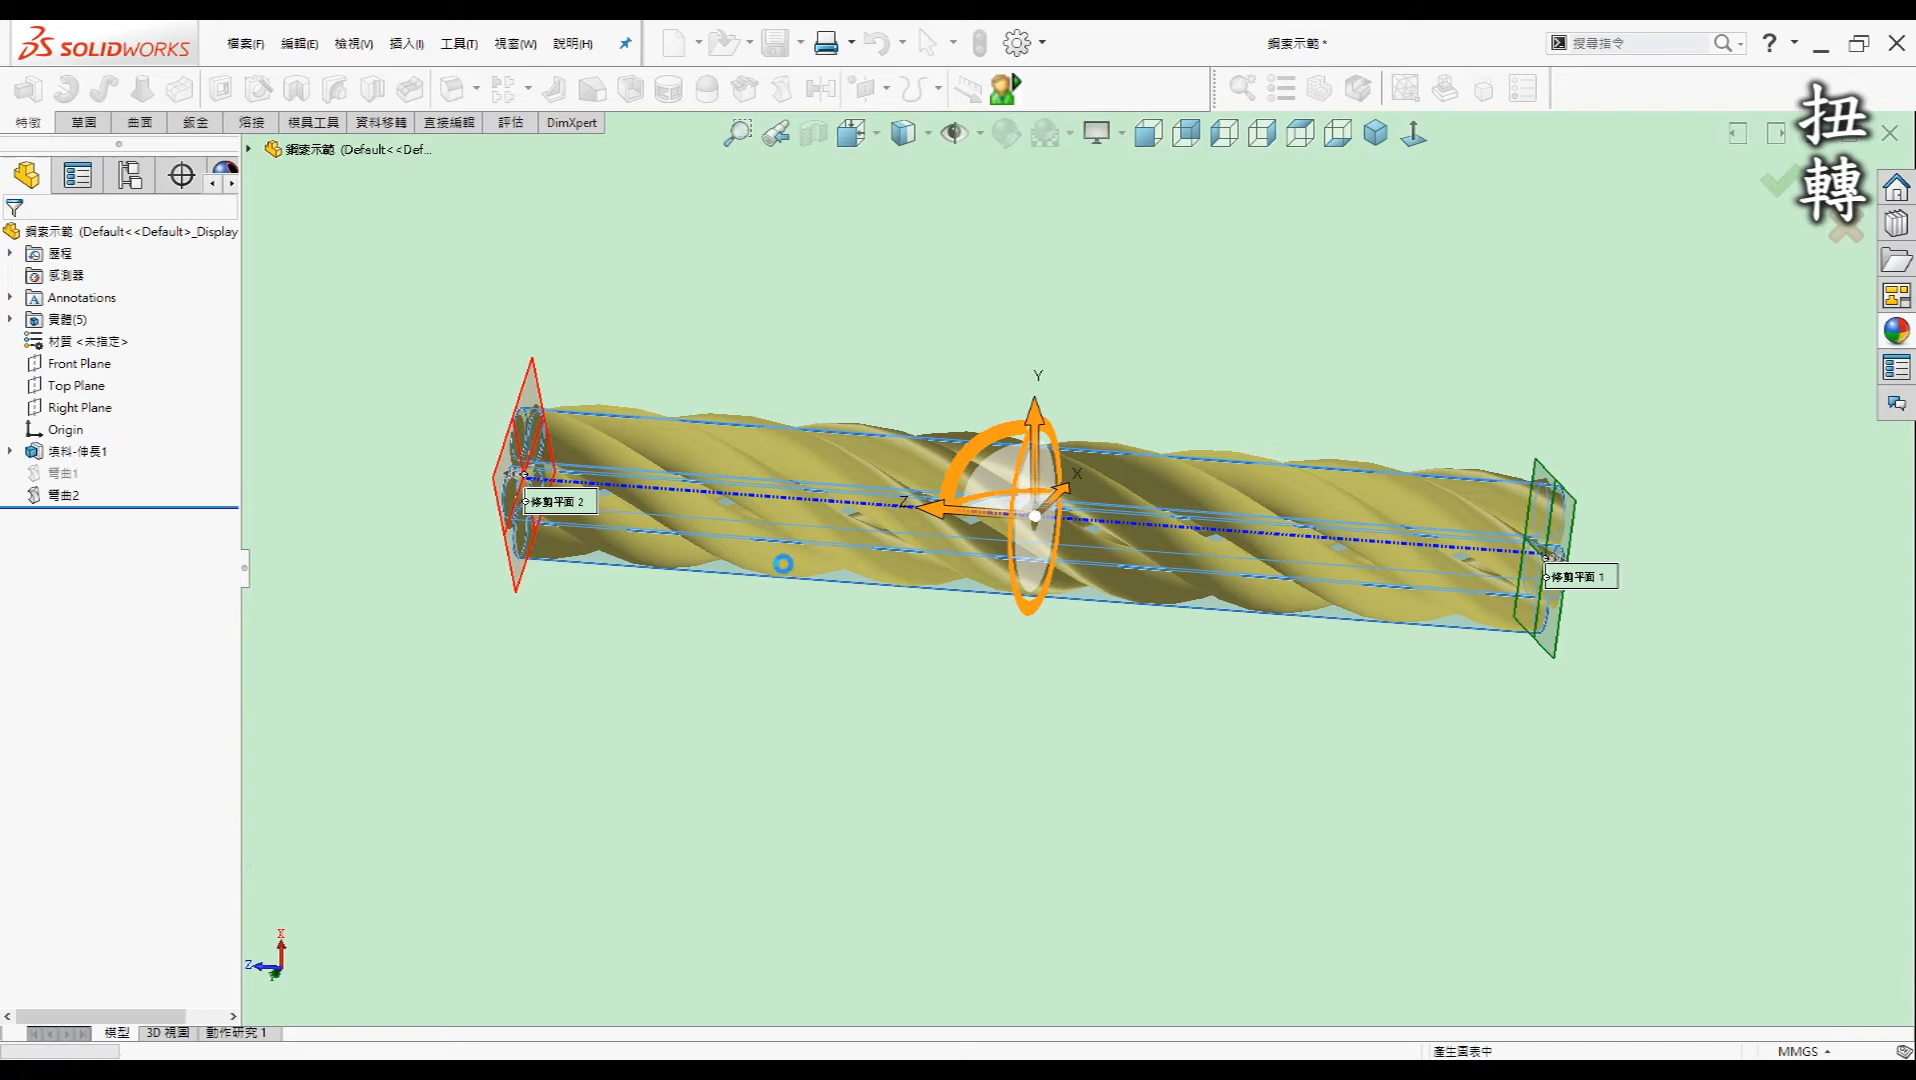 SOLIDWORKS
檔案(F) 編輯(E) 檢視(V) 插入(I) 工具(T) 視窗(W) 說明(H)
鋼索示範 *
搜尋指令
?
特徵 草圖 曲面 鈑金 熔接 模具工具 資料移轉 直接編輯 評估 DimXpert
扭
轉
鋼索示範 (Default<<Def...
鋼索示範 (Default<<Default>_Display
歷程
感測器
Annotations
實體(5)
材質 <未指定>
Front Plane
Top Plane
Right Plane
Origin
填料-伸長1
彎曲1
彎曲2
Y
X
Z
修剪平面 2
修剪平面 1
X
Z
Y
模型 3D 視圖 動作研究 1
產生圖表中
MMGS